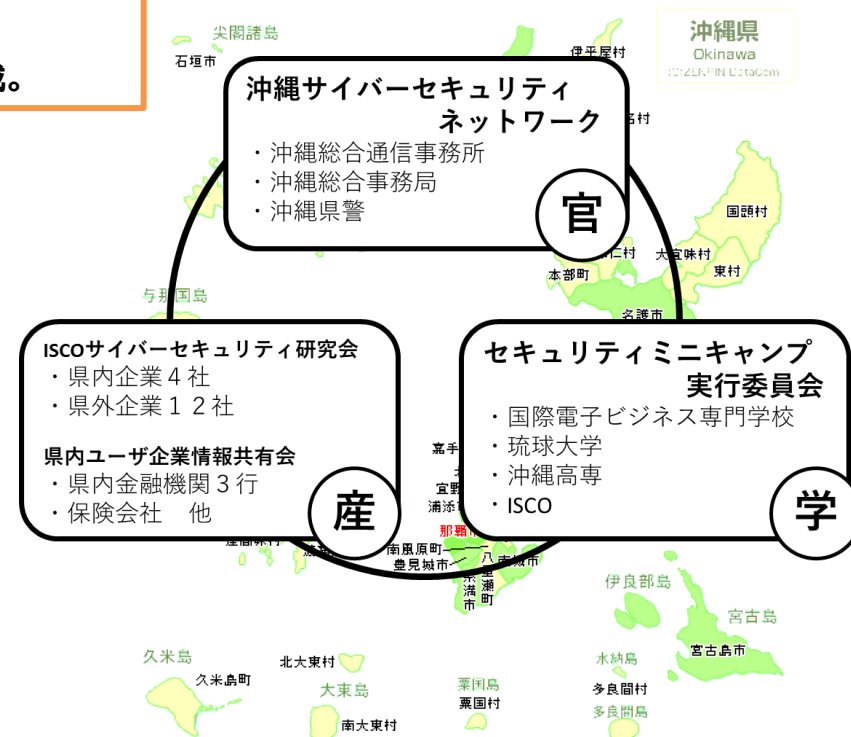 。
尖閣諸島
石垣市
伊平屋村
沖縄県
Okinawa
(C)ZENRIN DataCom
沖縄サイバーセキュリティ
ネットワーク
・沖縄総合通信事務所
・沖縄総合事務局
・沖縄県警
官
国頭村
大宜味村
東村
本部町
名護市
与那国島
ISCOサイバーセキュリティ研究会
・県内企業4社
・県外企業12社
県内ユーザ企業情報共有会
・県内金融機関3行
・保険会社 他
産
セキュリティミニキャンプ
実行委員会
・国際電子ビジネス専門学校
・琉球大学
・沖縄高専
・ISCO
学
南風原町
豊見城市
八重瀬町
糸満市
南城市
伊良部島
宮古島
宮古島市
久米島
久米島町
北大東村
大東島
南大東村
粟国島
粟国村
水納島
多良間村
多良間島